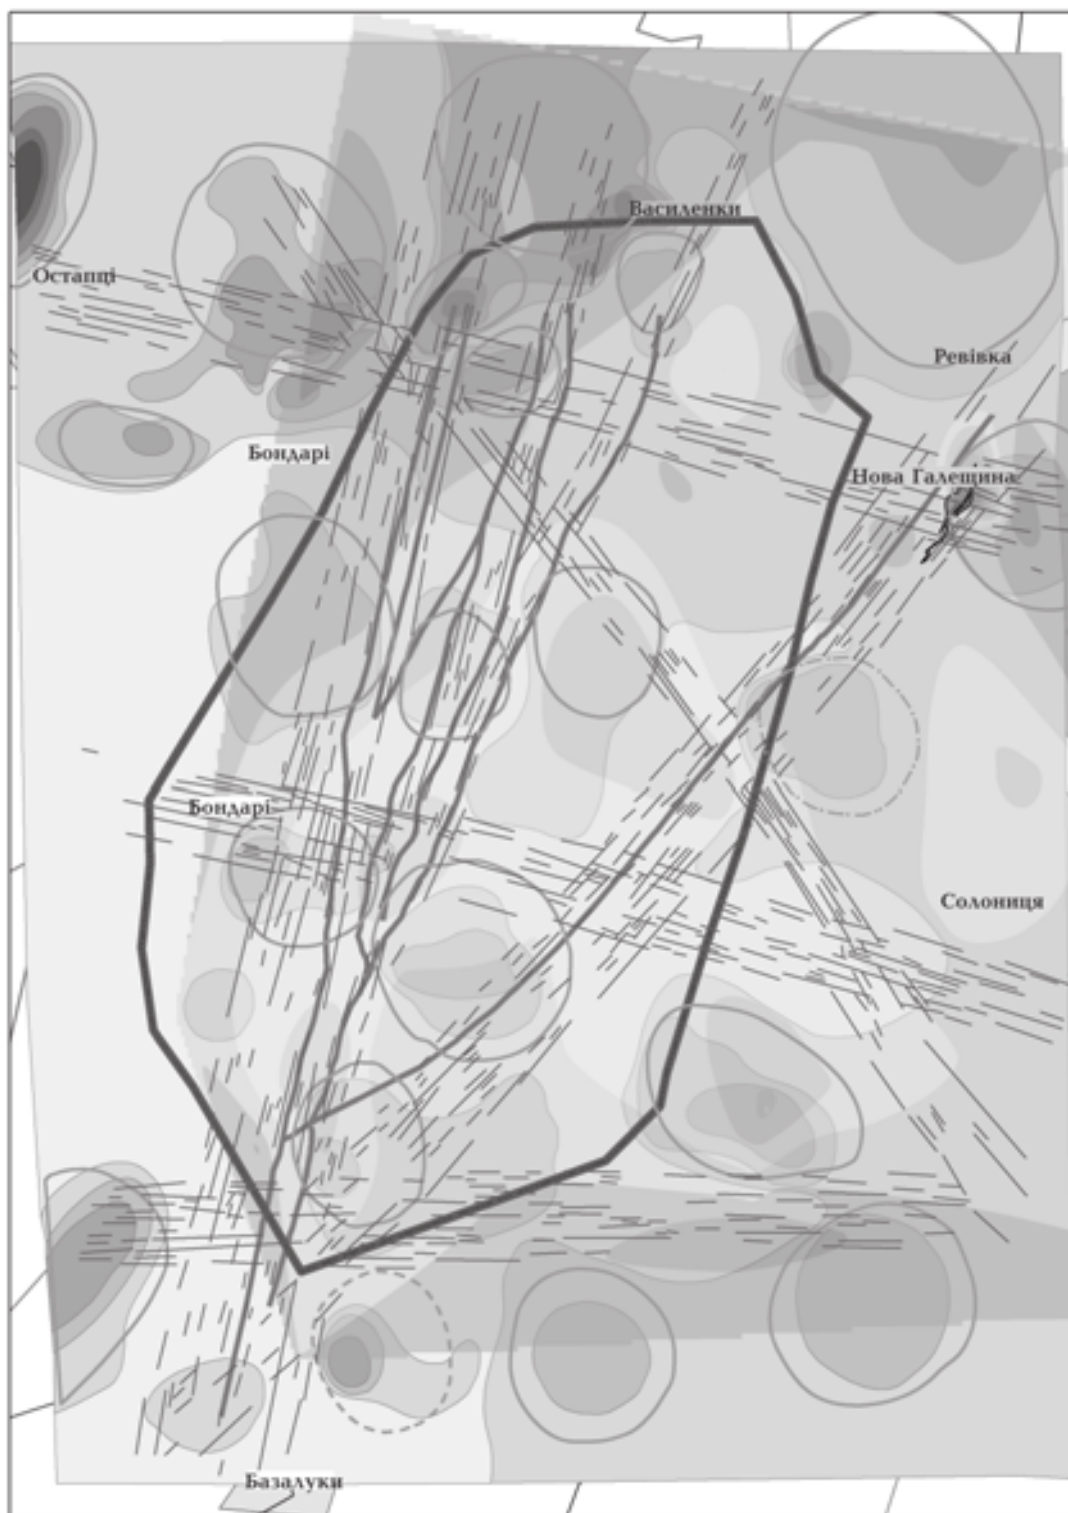 Василенки
Остапці
Ревівка
Бондарі
Нова Галещина
Бондарі
Солониця
Базалуки